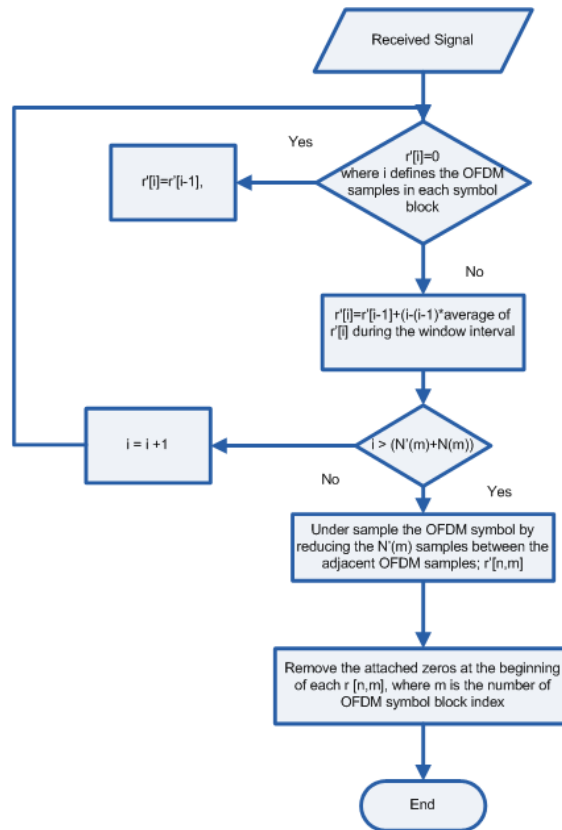 Received Signal
Yes
r'[i]=0
where i defines the OFDM
samples in each symbol
block
r'[i]=r'[i-1],
No
r'[i]=r'[i-1]+(i-(i-1)*average of
r'[i] during the window interval
i = i +1
i > (N'(m)+N(m))
No
Yes
Under sample the OFDM symbol by
reducing the N'(m) samples between the
adjacent OFDM samples; r'[n,m]
Remove the attached zeros at the beginning
of each r [n,m], where m is the number of
OFDM symbol block index
End